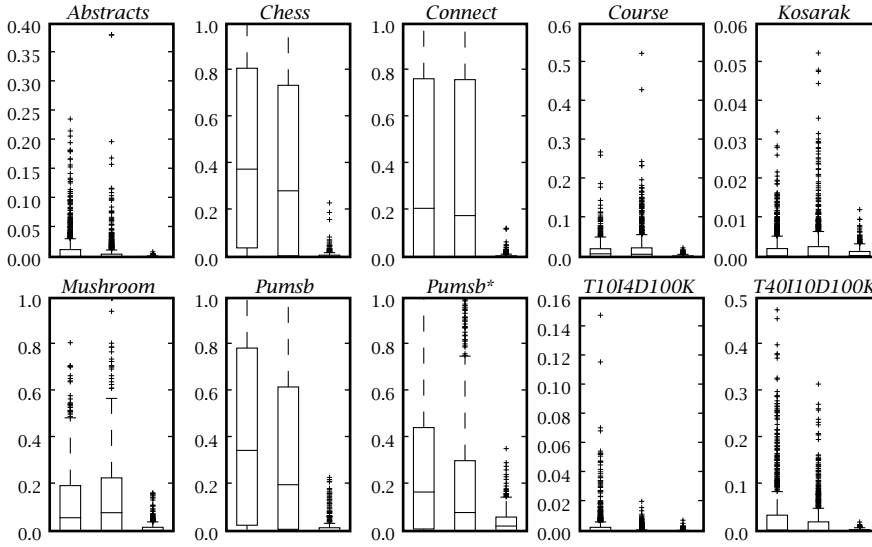 Abstracts Chess Connect Course Kosarak
0.40 1.0 1.0 0.6 0.06
0.35
0.30 0.8 0.8 0.5 0.05
0.25 0.6 0.6 0.4 0.04
0.20
0.15 0.4 0.4 0.3 0.03
0.10 0.2 0.2 0.2 0.02
0.05 0.1 0.01
0.00 0.0 0.0 0.0 0.00
Mushroom Pumsb Pumsb* T10I4D100K T40I10D100K
1.0 1.0 1.0 0.16 0.5
0.8 0.8 0.8 0.14 0.4
0.12
0.6 0.6 0.6 0.10 0.3
0.08
0.4 0.4 0.4 0.06 0.2
0.2 0.2 0.2 0.04 0.1
0.02
0.0 0.0 0.0 0.00 0.0